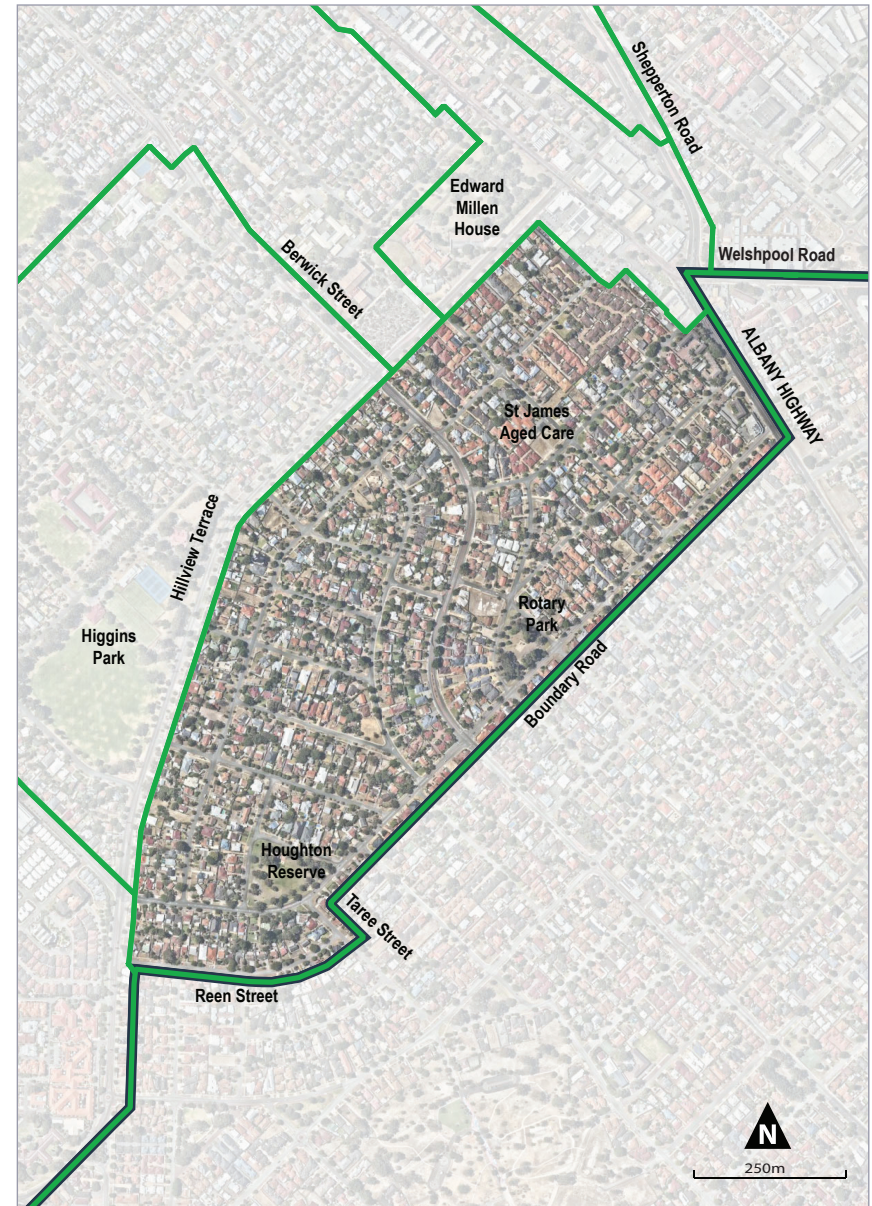 Shepperton Road
Edward
Millen
House
Welshpool Road
Berwick Street
ALBANY HIGHWAY
St James
Aged Care
Hillview Terrace
Rotary
Park
Higgins
Park
Boundary Road
Houghton
Reserve
Taree Street
Reen Street
N
250m